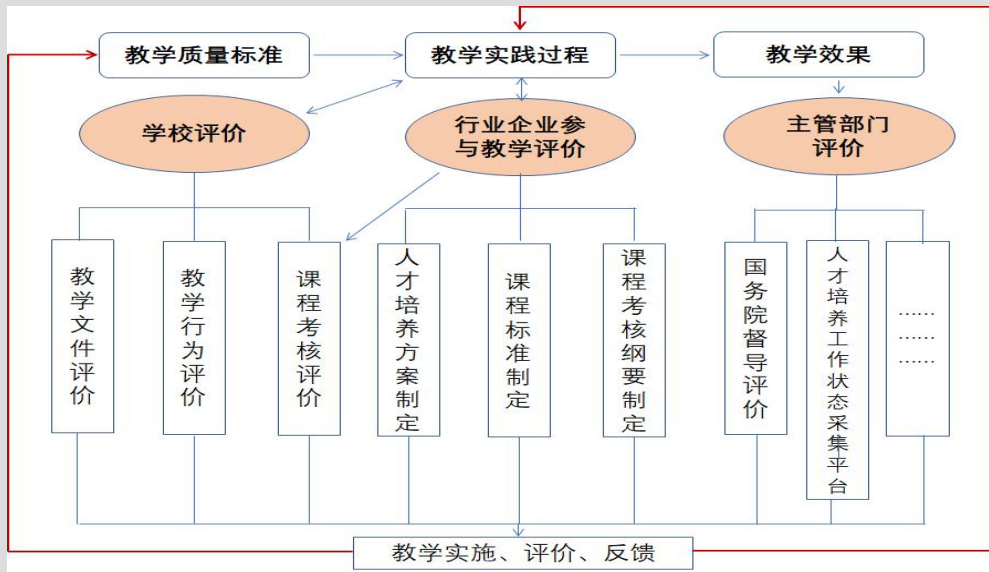 教学质量标准
教学实践过程
教学效果
学校评价
行业企业参
与教学评价
主管部门
评价
教学文件评价
教学行为评价
课程考核评价
人才培养方案制定
课程标准制定
课程考核纲要制定
国务院督导评价
人才培养工作状态采集平台
……
……
……
教学实施、评价、反馈